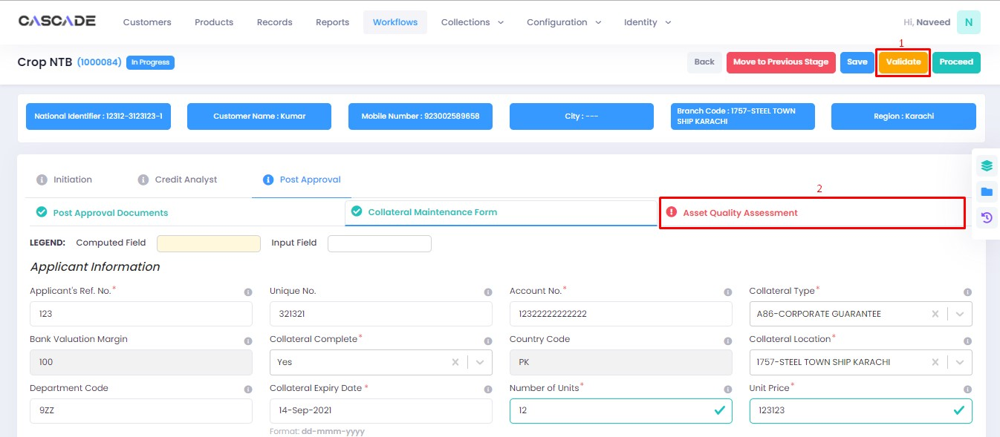 CASCADE
Customers Products Records Reports Workflows Collections Configuration Identity Hi, Naveed N
1
Crop NTB (1000084) In Progress Back Move to Previous Stage Save Validate Proceed
National Identifier : 12312-3123123-1 Customer Name : Kumar Mobile Number : 923002589658 City : --- Branch Code : 1757-STEEL TOWN
SHIP KARACHI Region : Karachi
Initiation Credit Analyst Post Approval
2
Post Approval Documents Collateral Maintenance Form Asset Quality Assessment
LEGEND: Computed Field Input Field
Applicant Information
Applicant's Ref. No.* Unique No. Account No.* Collateral Type*
123 321321 12322222222222 A86-CORPORATE GUARANTEE
Bank Valuation Margin Collateral Complete* Country Code Collateral Location*
100 Yes PK 1757-STEEL TOWN SHIP KARACHI
Department Code Collateral Expiry Date * Number of Units* Unit Price*
9ZZ 14-Sep-2021 12 123123
Format: dd-mmm-yyyy